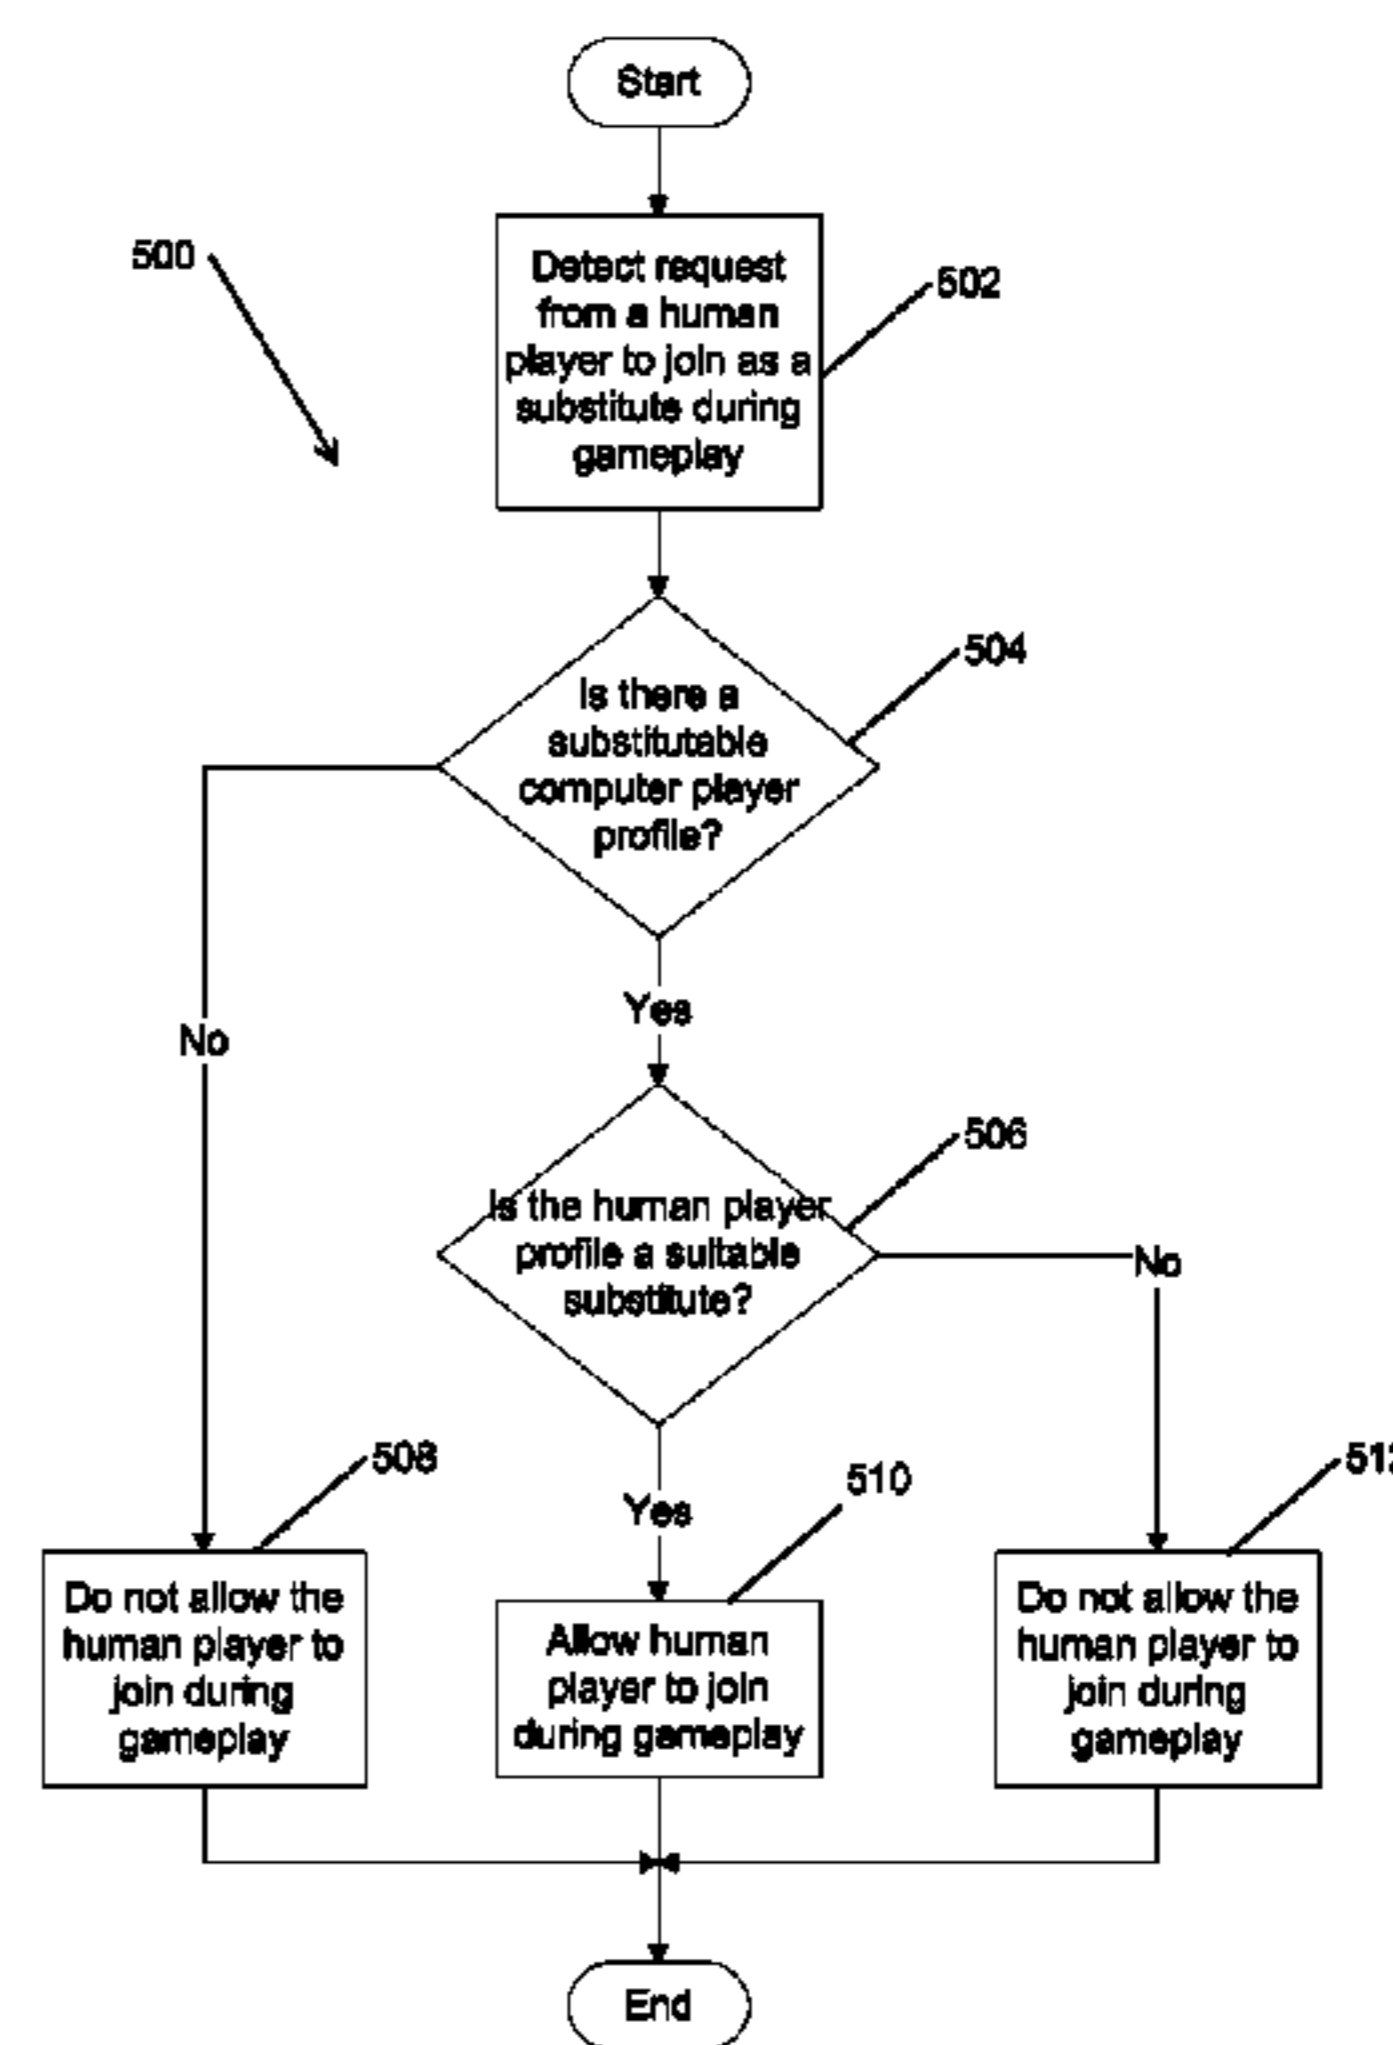 Start
500
Detect request
from a human
player to join as a
substitute during
gameplay
502
Is there a
substitutable
computer player
profile?
504
Yes
No
Is the human player
profile a suitable
substitute?
506
No
Yes
508
510
Do not allow the
human player to
join during
gameplay
Allow human
player to join
during gameplay
Do not allow the
human player to
join during
gameplay
End